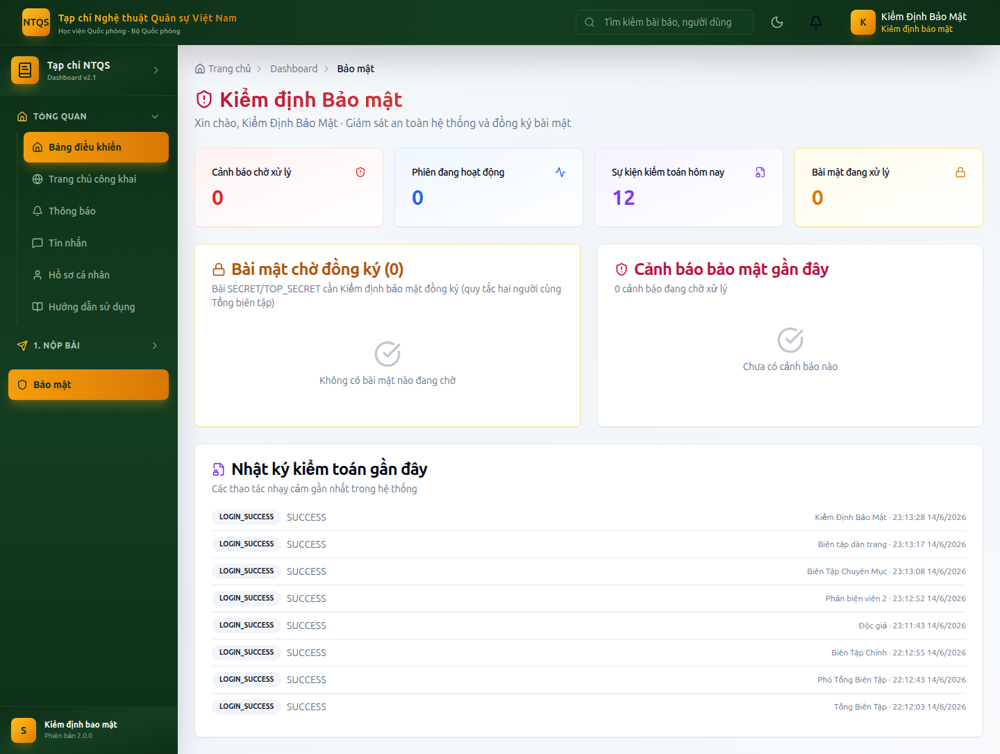 NTQS
Tạp chí Nghệ thuật Quân sự Việt Nam
Học viện Quốc phòng - Bộ Quốc phòng
Tìm kiếm bài báo, người dùng
K
Kiểm Định Bảo Mật
Kiểm định bảo mật
Tạp chí NTQS
Dashboard v2.1
TỔNG QUAN
Bảng điều khiển
Trang chủ công khai
Thông báo
Tin nhắn
Hồ sơ cá nhân
Hướng dẫn sử dụng
1. NỘP BÀI
Bảo mật
S
Kiểm định bảo mật
Phiên bản 2.0.0
Trang chủ > Dashboard > Bảo mật
Kiểm định Bảo mật
Xin chào, Kiểm Định Bảo Mật · Giám sát an toàn hệ thống và đồng ký bài mật
Cảnh báo chờ xử lý
0
Phiên đang hoạt động
0
Sự kiện kiểm toán hôm nay
12
Bài mật đang xử lý
0
Bài mật chờ đồng ký (0)
Bài SECRET/TOP_SECRET cần Kiểm định bảo mật đồng ký (quy tắc hai người cùng
Tổng biên tập)
Không có bài mật nào đang chờ
Cảnh báo bảo mật gần đây
0 cảnh báo đang chờ xử lý
Chưa có cảnh báo nào
Nhật ký kiểm toán gần đây
Các thao tác nhạy cảm gần nhất trong hệ thống
LOGIN_SUCCESS SUCCESS Kiểm Định Bảo Mật · 23:13:28 14/6/2026
LOGIN_SUCCESS SUCCESS Biên tập dàn trang · 23:13:17 14/6/2026
LOGIN_SUCCESS SUCCESS Biên Tập Chuyên Mục · 23:13:08 14/6/2026
LOGIN_SUCCESS SUCCESS Phản biện viên 2 · 23:12:52 14/6/2026
LOGIN_SUCCESS SUCCESS Độc giả · 23:11:43 14/6/2026
LOGIN_SUCCESS SUCCESS Biên Tập Chính · 22:12:55 14/6/2026
LOGIN_SUCCESS SUCCESS Phó Tổng Biên Tập · 22:12:43 14/6/2026
LOGIN_SUCCESS SUCCESS Tổng Biên Tập · 22:12:03 14/6/2026